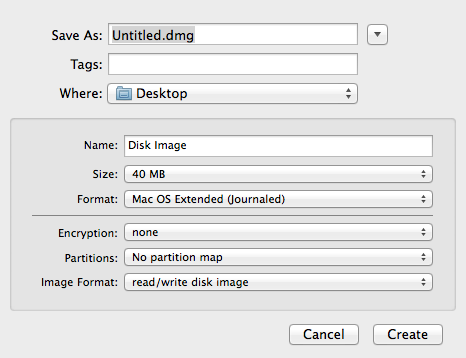 Save As: Untitled.dmg
Tags:
Where: Desktop
Name: Disk Image
Size: 40 MB
Format: Mac OS Extended (Journaled)
Encryption: none
Partitions: No partition map
Image Format: read/write disk image
Cancel Create